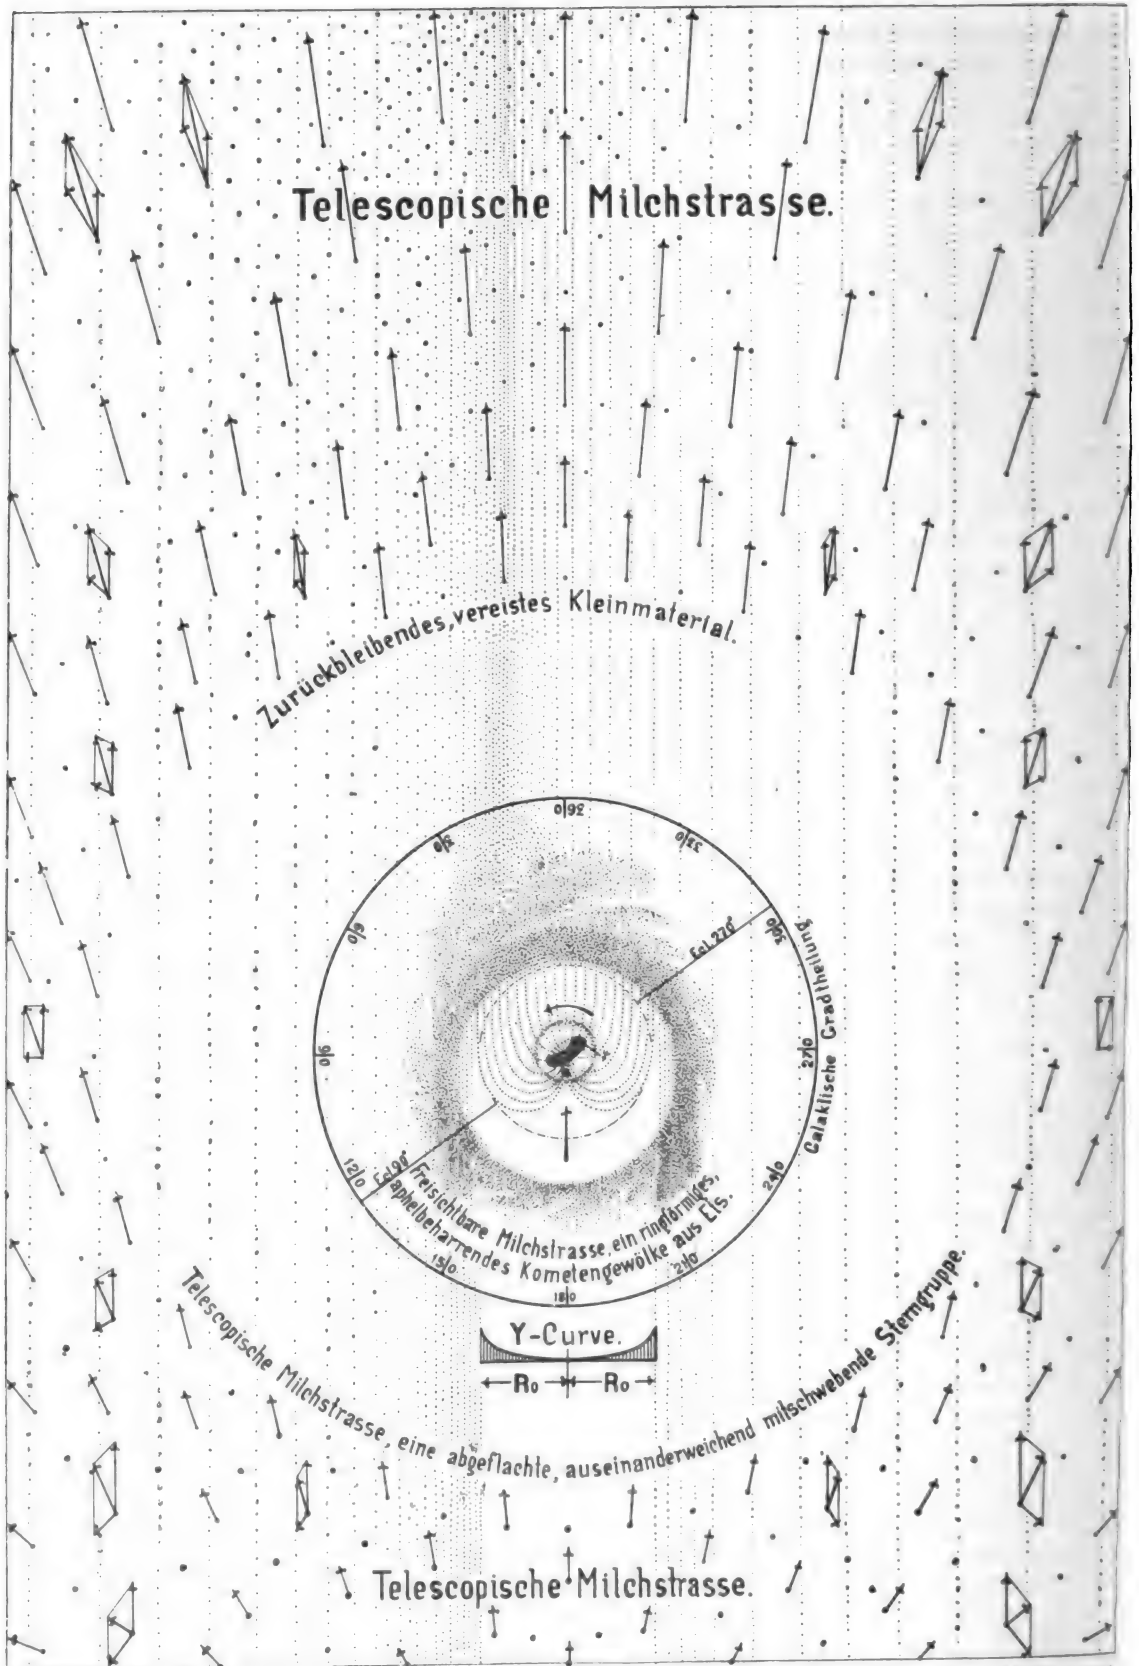 Telescopische Milchstrasse.
Zurückbleibendes, vereistes Kleinmaterial.
360
30
330
60
300
Ecl. 270°
Galaktische Gradtheilung
90
270
120
Ecl. 90°
240
Freisichtbare Milchstrasse, ein ringförmiges,
aphelbeharrendes Kometengewölke aus Eis.
150
210
180
Y-Curve.
R₀ R₀
Telescopische Milchstrasse, eine abgeflachte, auseinanderweichend mitschwebende Sterngruppe.
Telescopische Milchstrasse.